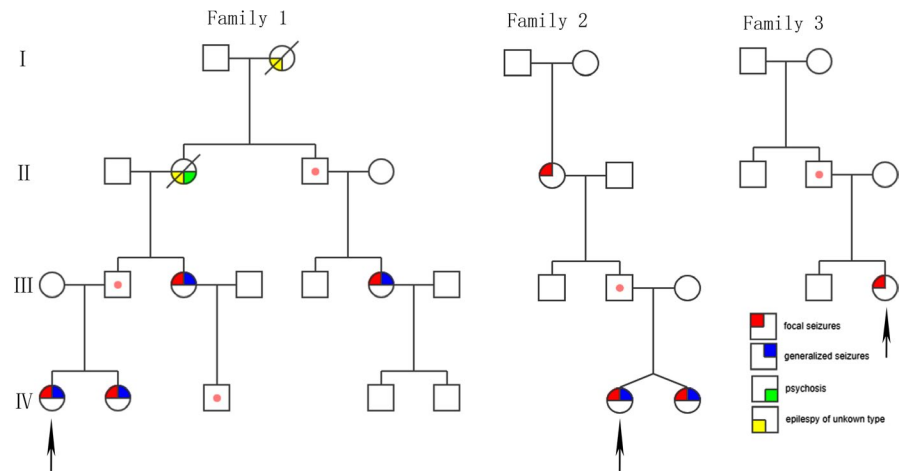 Family 1
Family 2
Family 3
I
II
III
IV
focal seizures
generalized seizures
psychosis
epilespy of unkown type